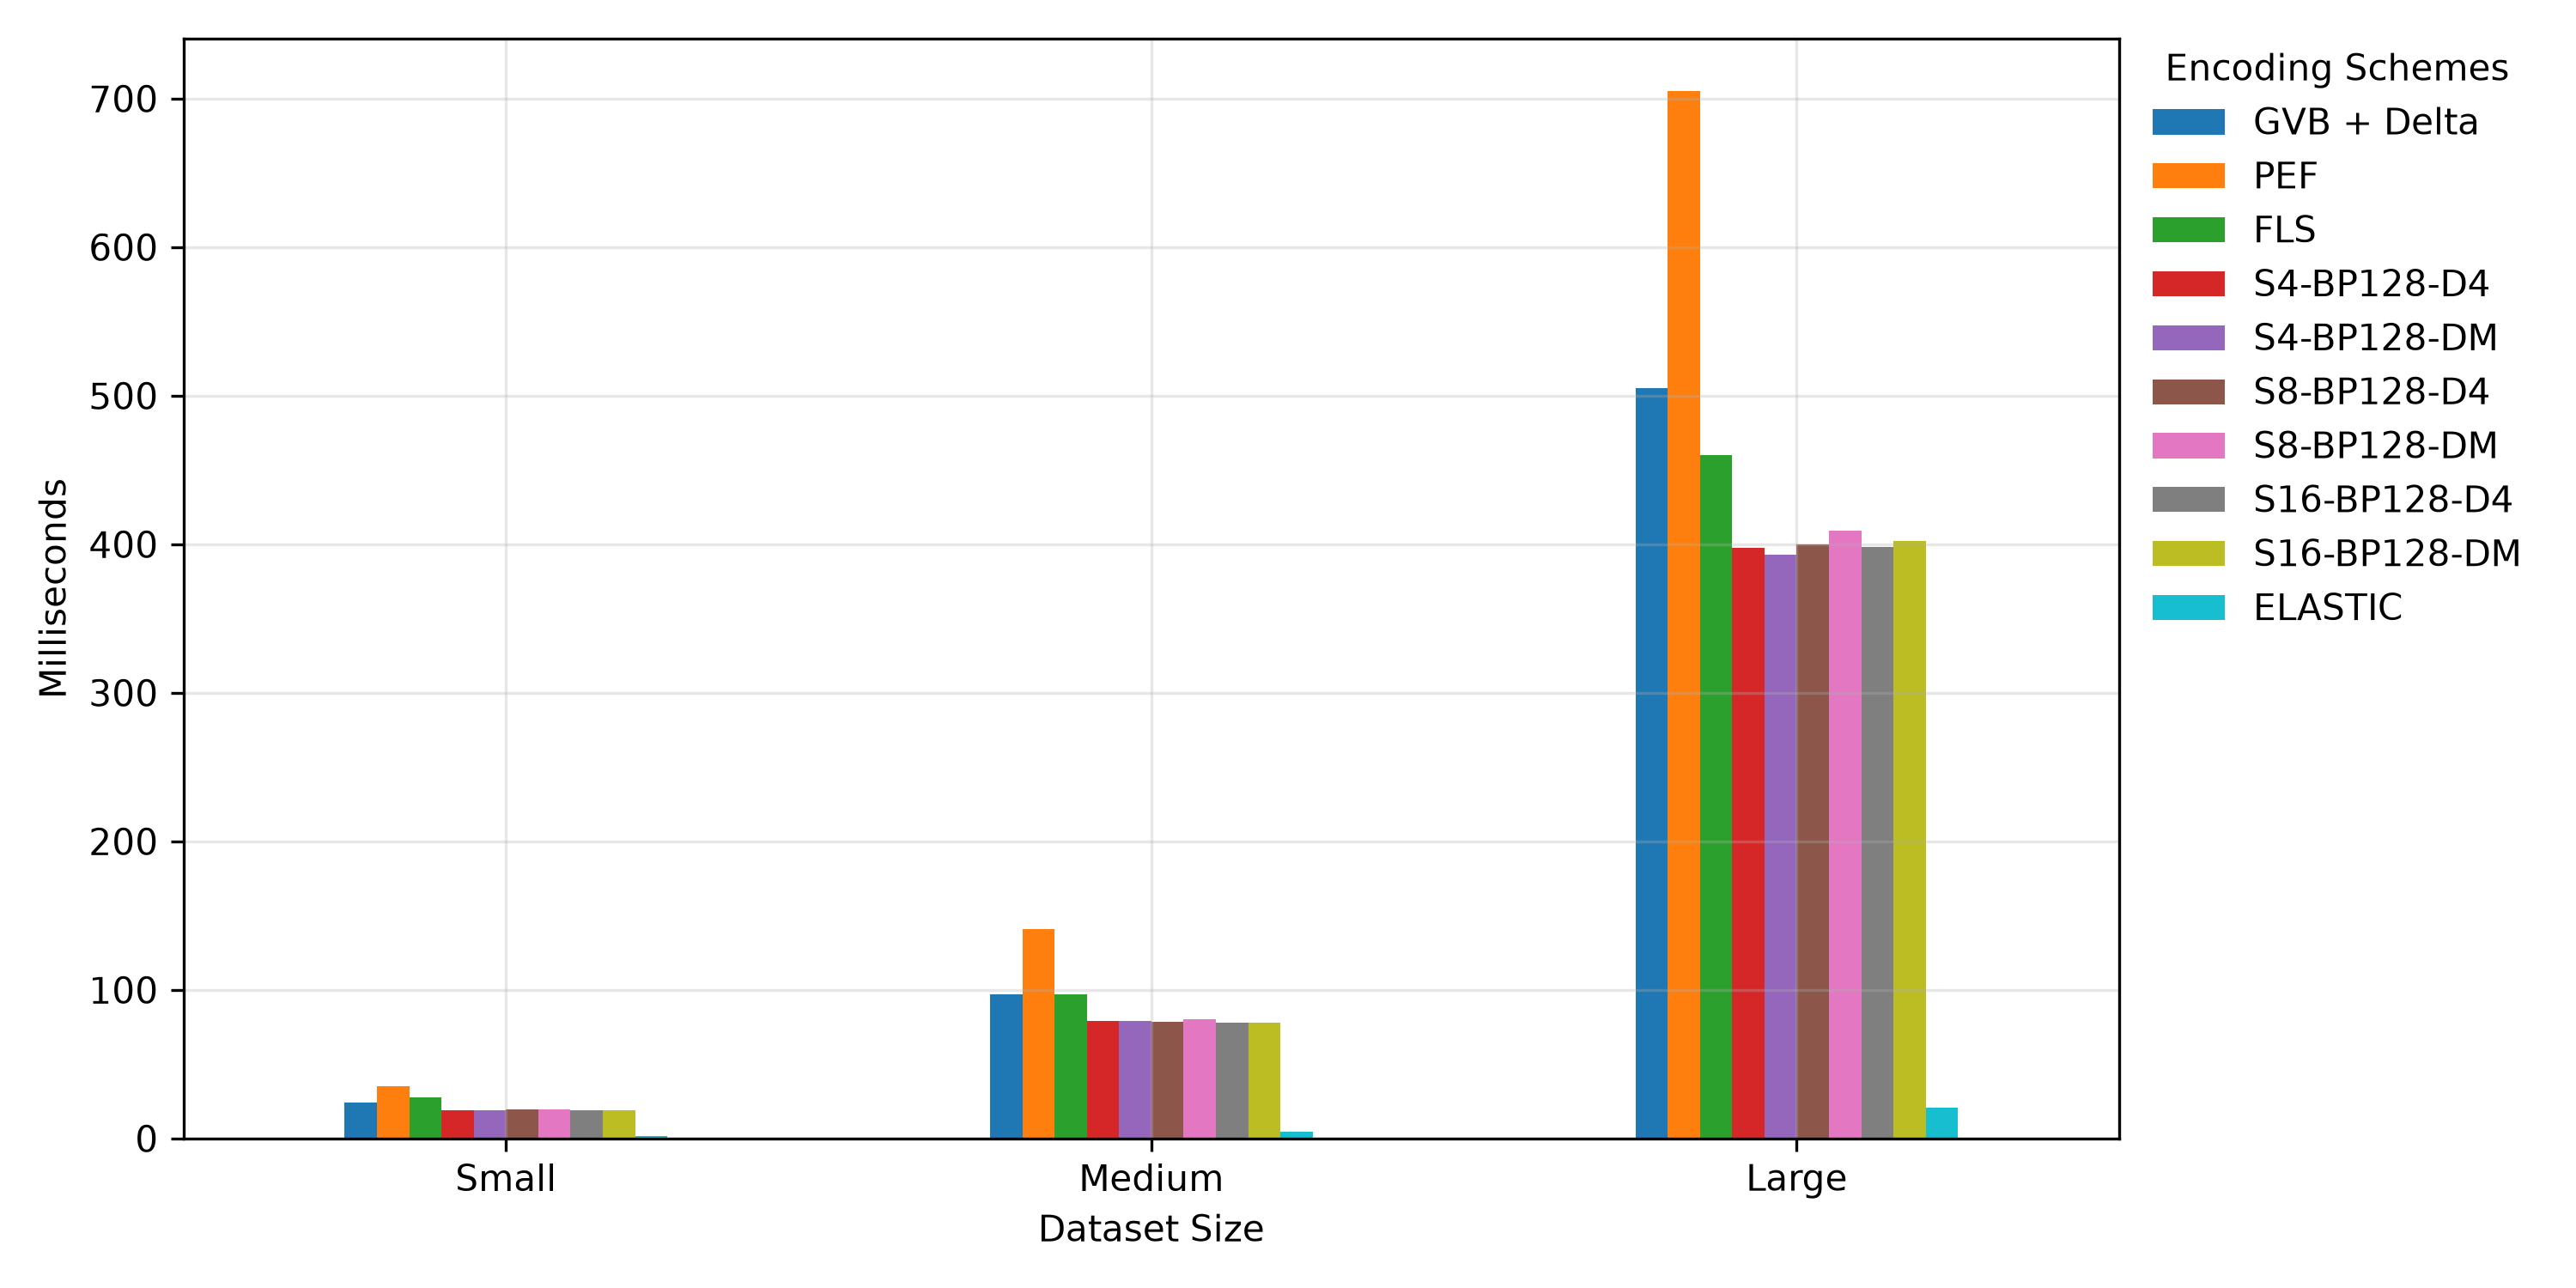 Milliseconds
700
600
500
400
300
200
100
0
Small
Medium
Large
Dataset Size
Encoding Schemes
GVB + Delta
PEF
FLS
S4-BP128-D4
S4-BP128-DM
S8-BP128-D4
S8-BP128-DM
S16-BP128-D4
S16-BP128-DM
ELASTIC